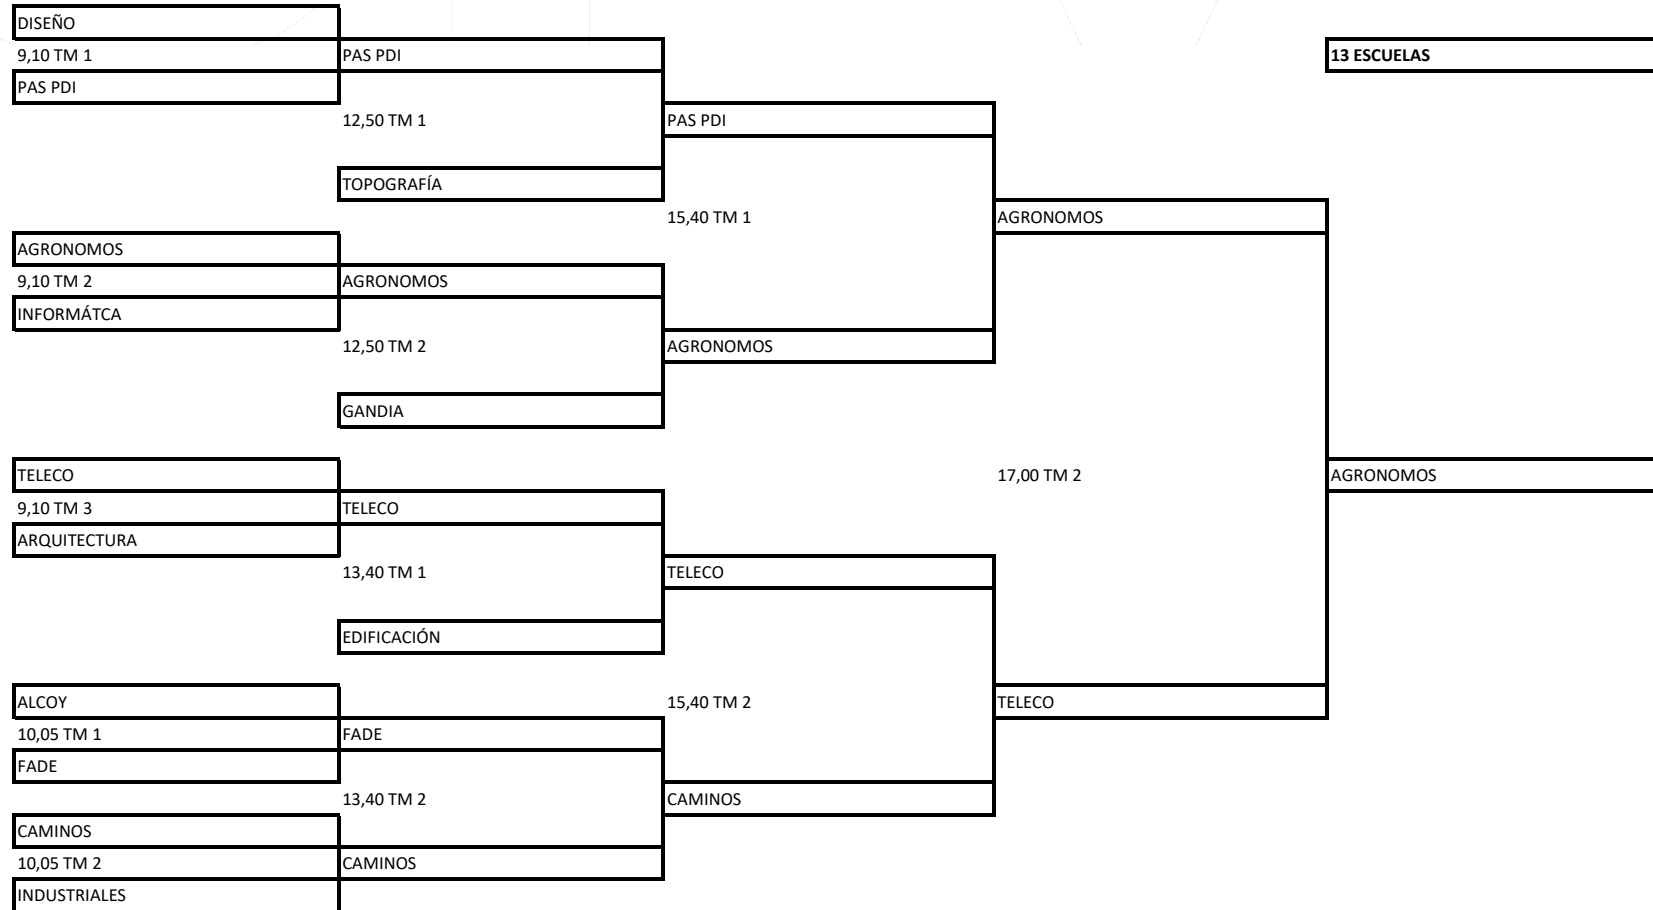 DISEÑO
9,10 TM 1 PAS PDI 13 ESCUELAS
PAS PDI
12,50 TM 1 PAS PDI
TOPOGRAFÍA
15,40 TM 1 AGRONOMOS
AGRONOMOS
9,10 TM 2 AGRONOMOS
INFORMÁTCA
12,50 TM 2 AGRONOMOS
GANDIA
TELECO 17,00 TM 2 AGRONOMOS
9,10 TM 3 TELECO
ARQUITECTURA
13,40 TM 1 TELECO
EDIFICACIÓN
ALCOY 15,40 TM 2 TELECO
10,05 TM 1 FADE
FADE
13,40 TM 2 CAMINOS
CAMINOS
10,05 TM 2 CAMINOS
INDUSTRIALES